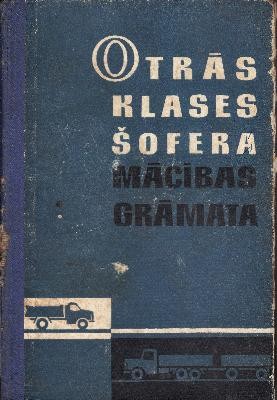 OTRĀS
KLASES
ŠOFERA
MĀCĪBAS
GRĀMATA